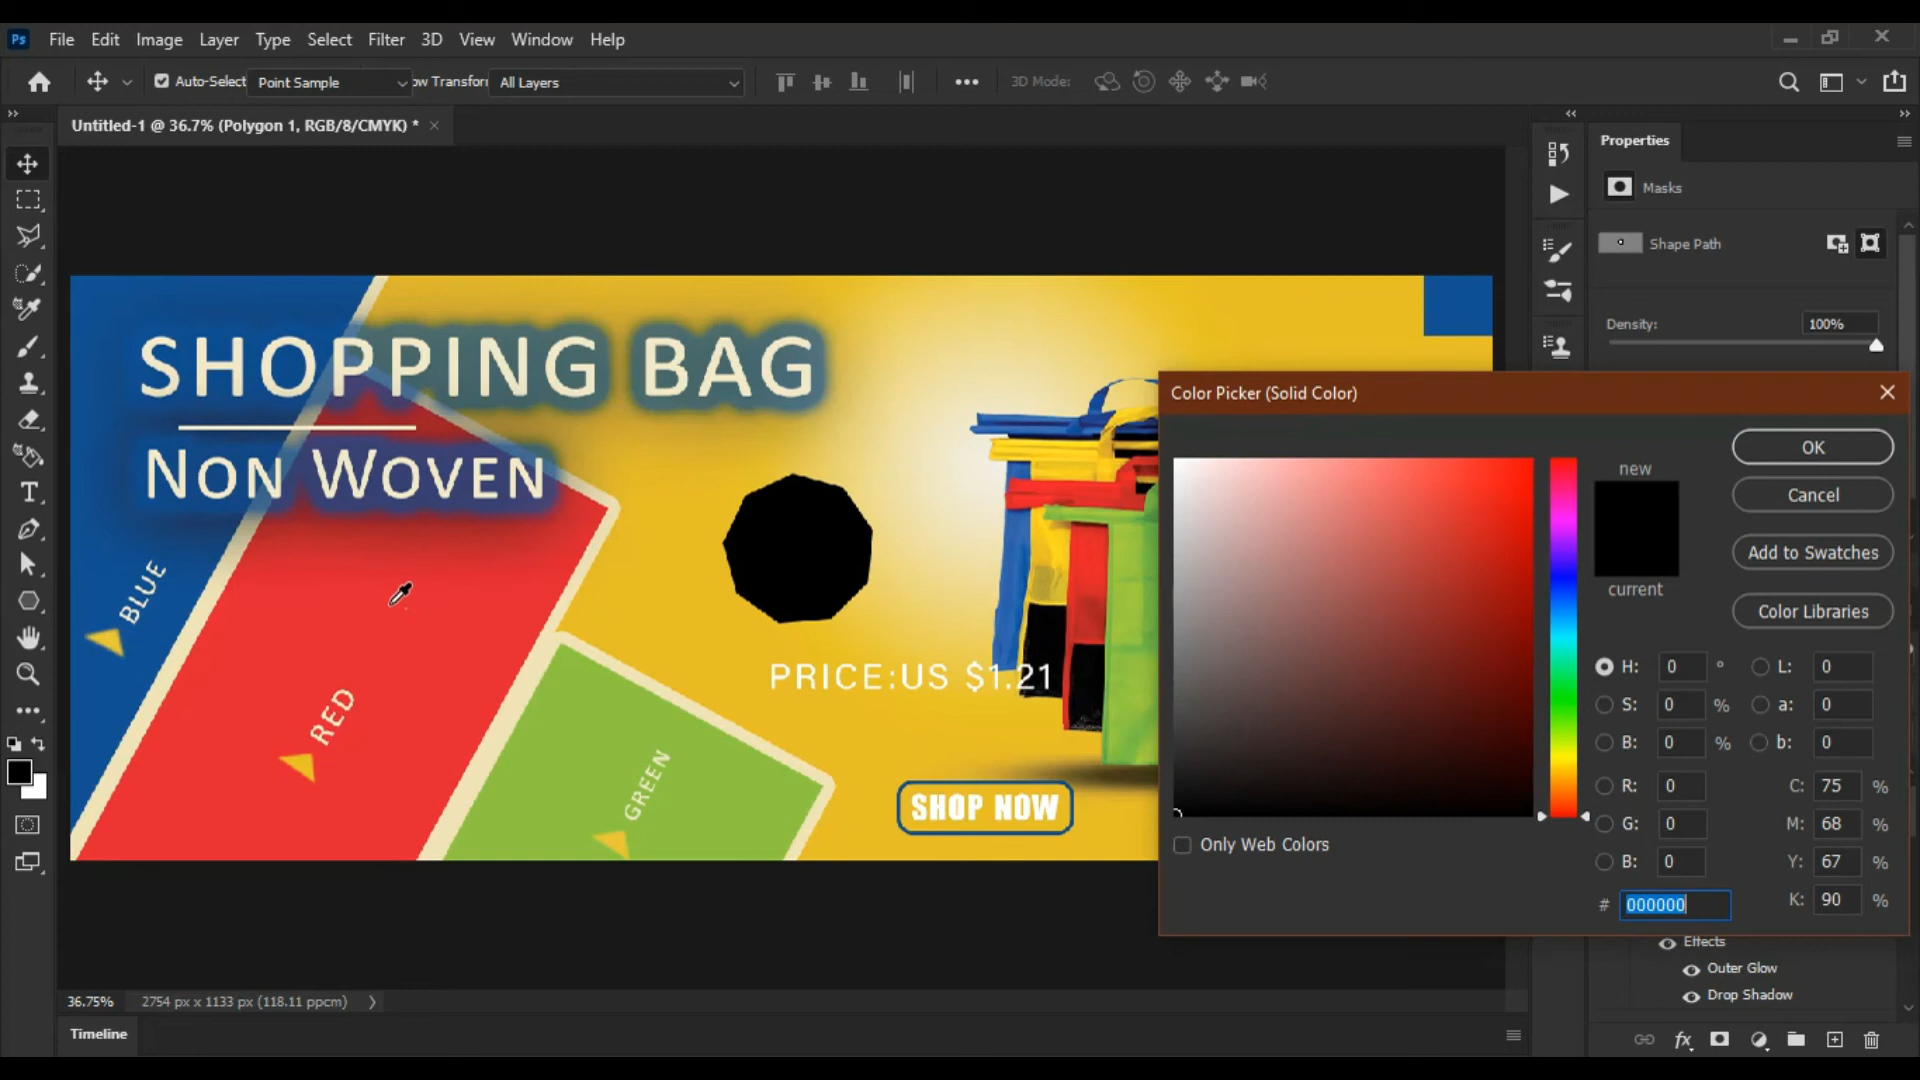 Ps File Edit Image Layer Type Select Filter 3D View Window Help
Auto-Select Point Sample ow Transfor All Layers 3D Mode:
Untitled-1 @ 36.7% (Polygon 1, RGB/8/CMYK) *
Properties
Masks
Shape Path
Density: 100%
SHOPPING BAG
NON WOVEN
BLUE
RED
GREEN
PRICE:US $1.21
SHOP NOW
Color Picker (Solid Color)
new
current
OK
Cancel
Add to Swatches
Color Libraries
H: 0 ° L: 0
S: 0 % a: 0
B: 0 % b: 0
R: 0 C: 75 %
G: 0 M: 68 %
B: 0 Y: 67 %
# 000000 K: 90 %
Only Web Colors
Effects
Outer Glow
Drop Shadow
36.75% 2754 px x 1133 px (118.11 ppcm)
Timeline
fx